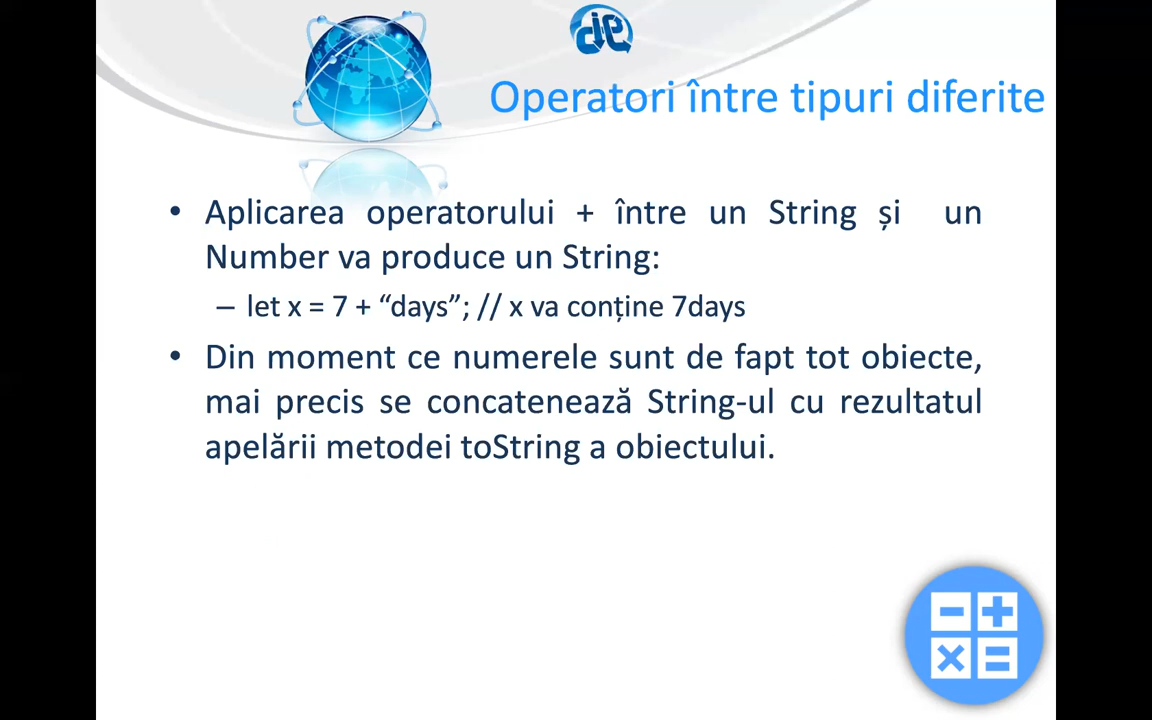 Operatori între tipuri diferite
• Aplicarea operatorului + între un String și un
Number va produce un String:
– let x = 7 + “days”; // x va conține 7days
• Din moment ce numerele sunt de fapt tot obiecte,
mai precis se concatenează String-ul cu rezultatul
apelării metodei toString a obiectului.